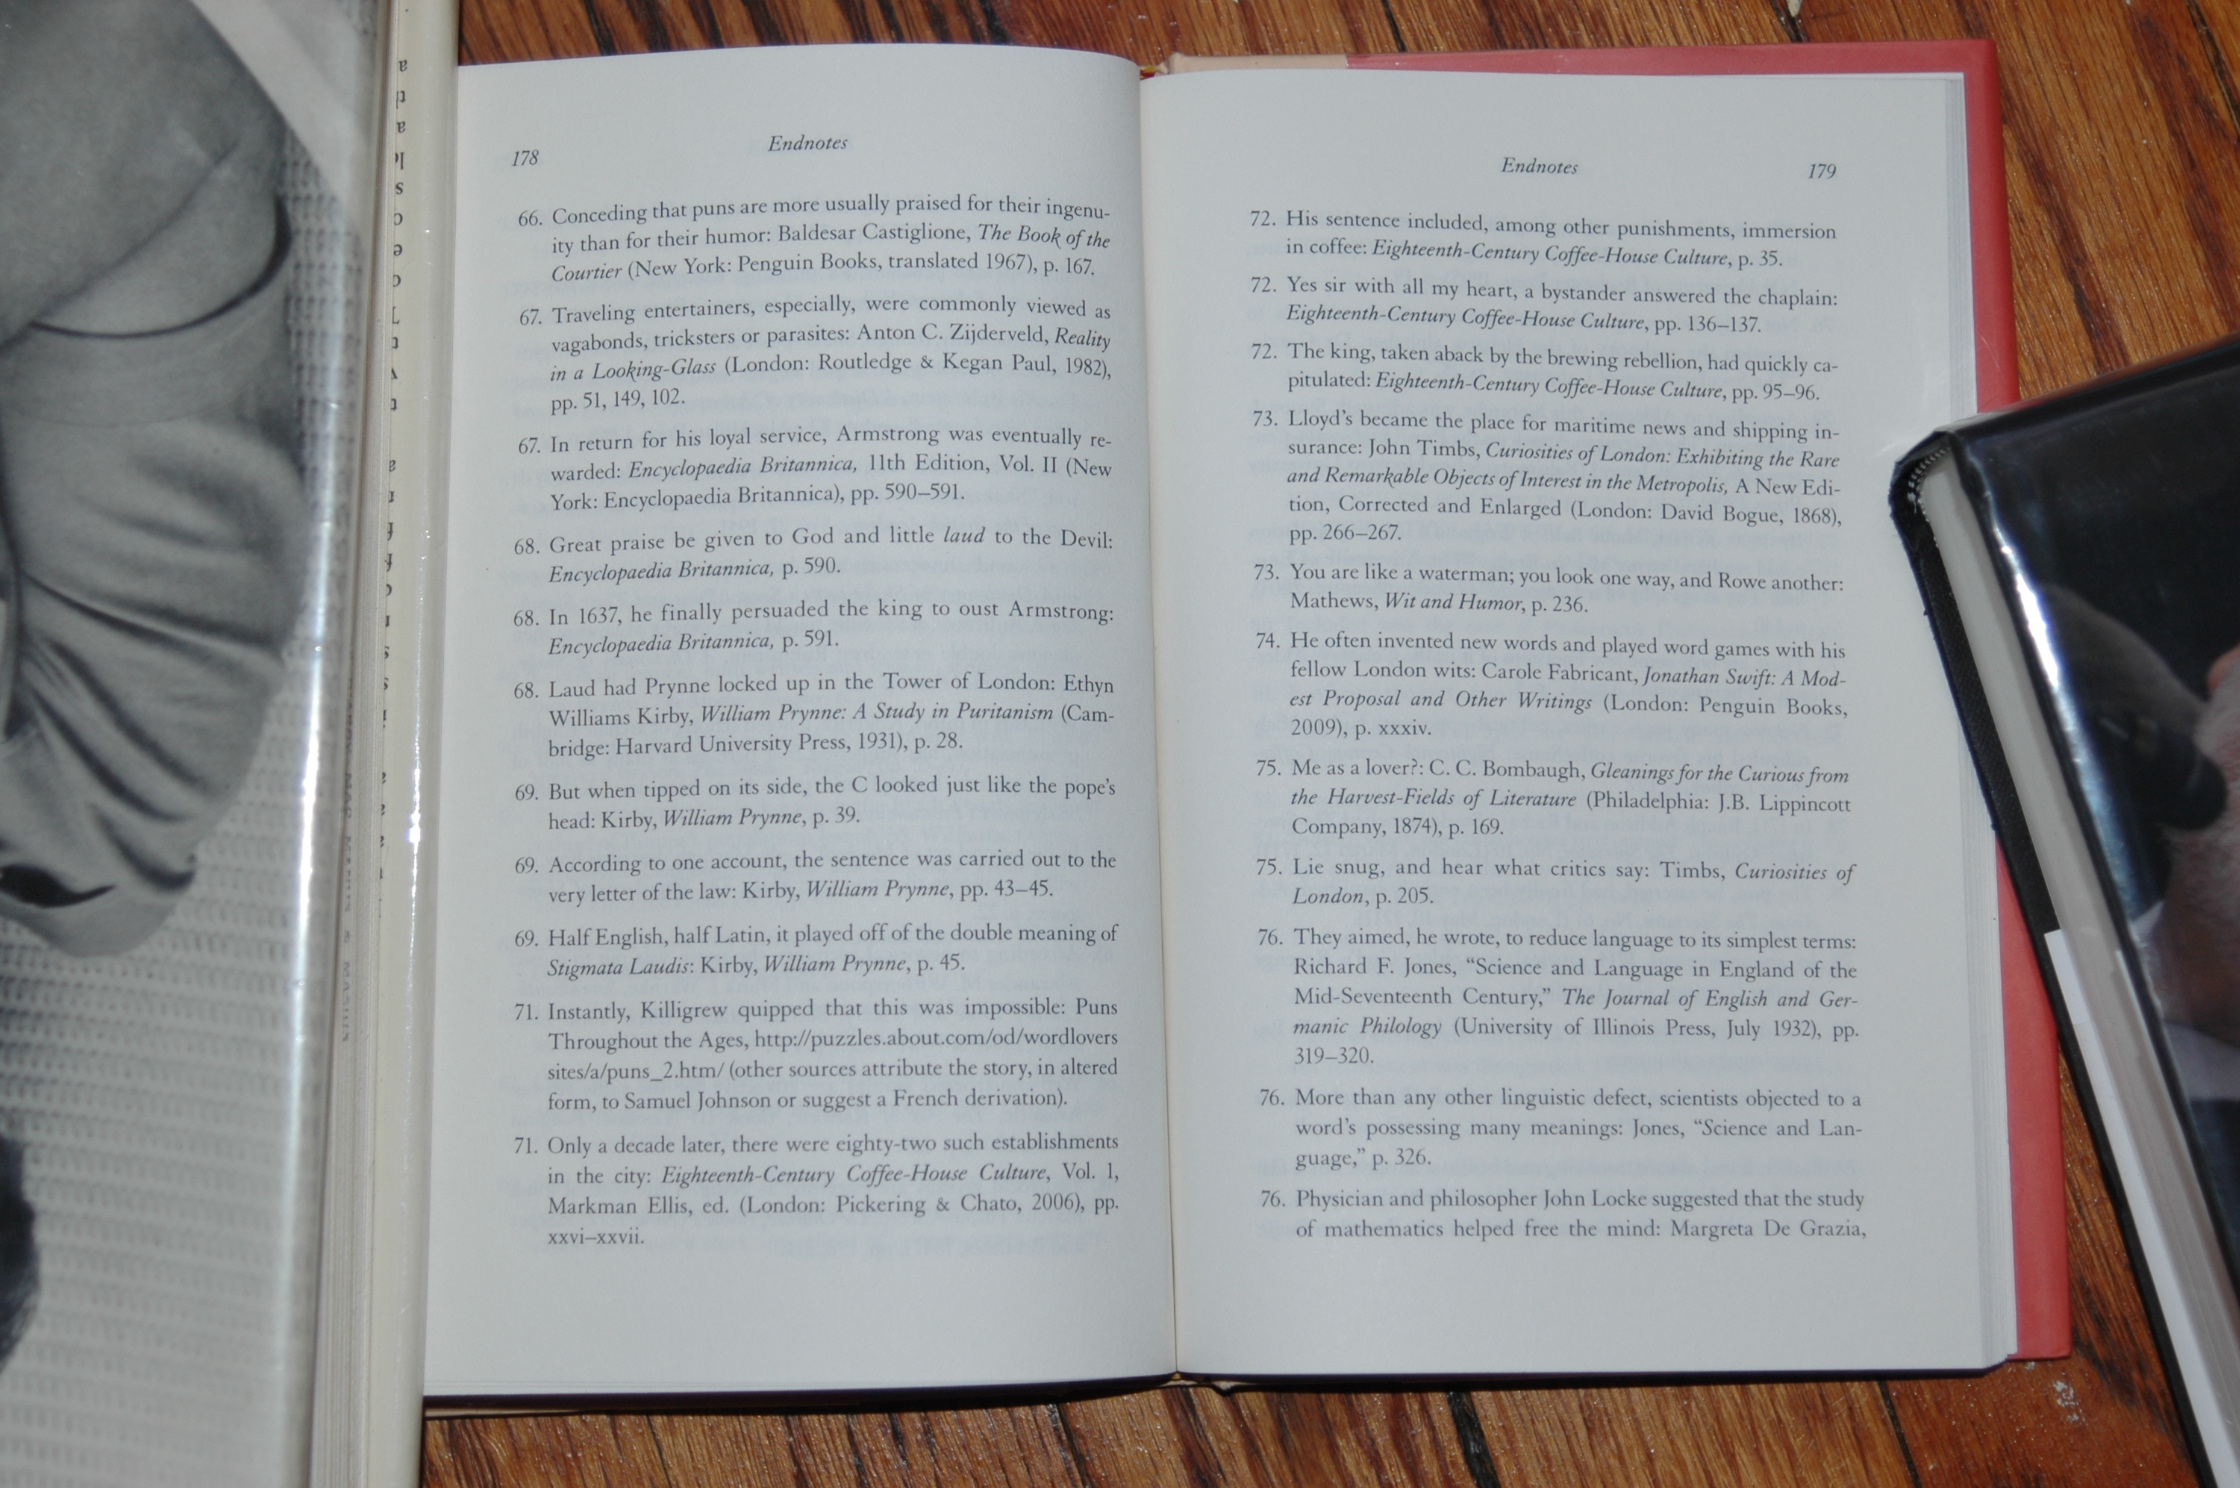 178
Endnotes
66. Conceding that puns are more usually praised for their ingenu-
ity than for their humor: Baldesar Castiglione, The Book of the
Courtier (New York: Penguin Books, translated 1967), p. 167.
67. Traveling entertainers, especially, were commonly viewed as
vagabonds, tricksters or parasites: Anton C. Zijderveld, Reality
in a Looking-Glass (London: Routledge & Kegan Paul, 1982),
pp. 51, 149, 102.
67. In return for his loyal service, Armstrong was eventually re-
warded: Encyclopaedia Britannica, 11th Edition, Vol. II (New
York: Encyclopaedia Britannica), pp. 590–591.
68. Great praise be given to God and little laud to the Devil:
Encyclopaedia Britannica, p. 590.
68. In 1637, he finally persuaded the king to oust Armstrong:
Encyclopaedia Britannica, p. 591.
68. Laud had Prynne locked up in the Tower of London: Ethyn
Williams Kirby, William Prynne: A Study in Puritanism (Cam-
bridge: Harvard University Press, 1931), p. 28.
69. But when tipped on its side, the C looked just like the pope's
head: Kirby, William Prynne, p. 39.
69. According to one account, the sentence was carried out to the
very letter of the law: Kirby, William Prynne, pp. 43–45.
69. Half English, half Latin, it played off of the double meaning of
Stigmata Laudis: Kirby, William Prynne, p. 45.
71. Instantly, Killigrew quipped that this was impossible: Puns
Throughout the Ages, http://puzzles.about.com/od/wordlovers
sites/a/puns_2.htm/ (other sources attribute the story, in altered
form, to Samuel Johnson or suggest a French derivation).
71. Only a decade later, there were eighty-two such establishments
in the city: Eighteenth-Century Coffee-House Culture, Vol. 1,
Markman Ellis, ed. (London: Pickering & Chato, 2006), pp.
xxvi–xxvii.
Endnotes
179
72. His sentence included, among other punishments, immersion
in coffee: Eighteenth-Century Coffee-House Culture, p. 35.
72. Yes sir with all my heart, a bystander answered the chaplain:
Eighteenth-Century Coffee-House Culture, pp. 136–137.
72. The king, taken aback by the brewing rebellion, had quickly ca-
pitulated: Eighteenth-Century Coffee-House Culture, pp. 95–96.
73. Lloyd's became the place for maritime news and shipping in-
surance: John Timbs, Curiosities of London: Exhibiting the Rare
and Remarkable Objects of Interest in the Metropolis, A New Edi-
tion, Corrected and Enlarged (London: David Bogue, 1868),
pp. 266–267.
73. You are like a waterman; you look one way, and Rowe another:
Mathews, Wit and Humor, p. 236.
74. He often invented new words and played word games with his
fellow London wits: Carole Fabricant, Jonathan Swift: A Mod-
est Proposal and Other Writings (London: Penguin Books,
2009), p. xxxiv.
75. Me as a lover?: C. C. Bombaugh, Gleanings for the Curious from
the Harvest-Fields of Literature (Philadelphia: J.B. Lippincott
Company, 1874), p. 169.
75. Lie snug, and hear what critics say: Timbs, Curiosities of
London, p. 205.
76. They aimed, he wrote, to reduce language to its simplest terms:
Richard F. Jones, "Science and Language in England of the
Mid-Seventeenth Century," The Journal of English and Ger-
manic Philology (University of Illinois Press, July 1932), pp.
319–320.
76. More than any other linguistic defect, scientists objected to a
word's possessing many meanings: Jones, "Science and Lan-
guage," p. 326.
76. Physician and philosopher John Locke suggested that the study
of mathematics helped free the mind: Margreta De Grazia,